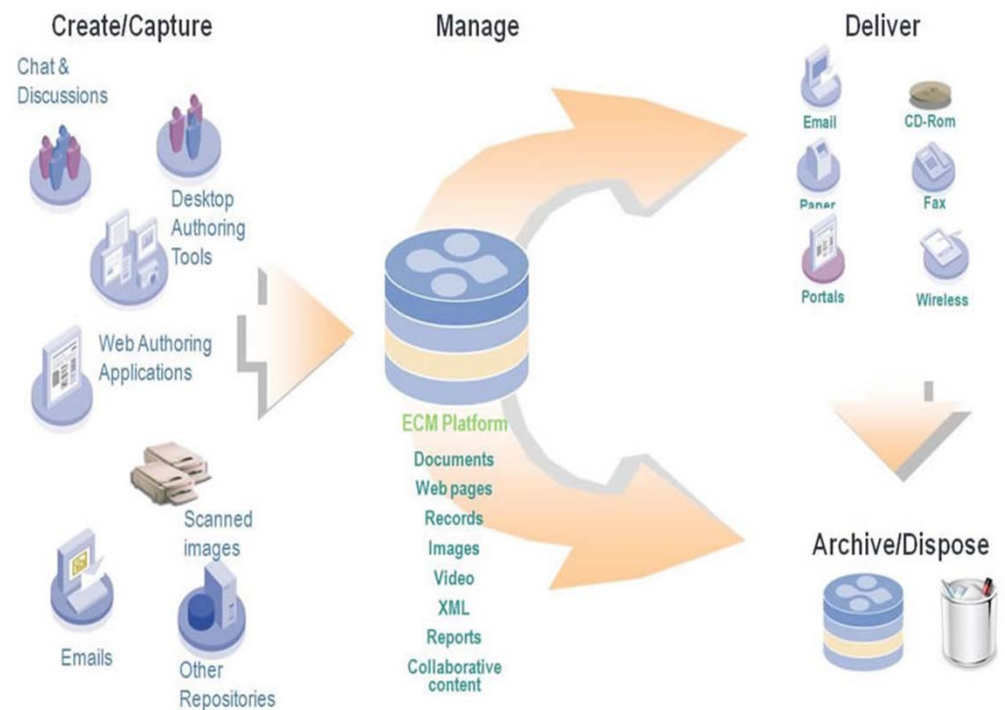 Create/Capture
Chat &
Discussions
Desktop
Authoring
Tools
Web Authoring
Applications
Scanned
images
Emails
Other
Repositories
Manage
ECM Platform
Documents
Web pages
Records
Images
Video
XML
Reports
Collaborative
content
Deliver
Email
CD-Rom
Paper
Fax
Portals
Wireless
Archive/Dispose